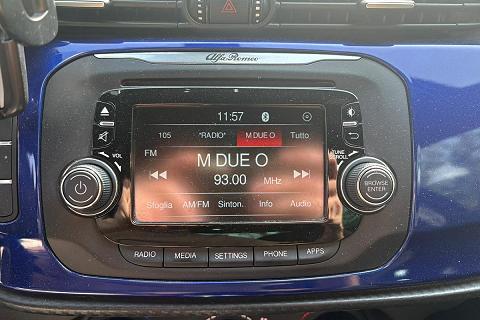 Alfa Romeo
11:57
105 "RADIO" M DUE O Tutto
FM
M DUE O
93.00 MHz
Sfoglia AM/FM Sinton. Info Audio
VOL
TUNE
SCROLL
BROWSE
ENTER
RADIO MEDIA SETTINGS PHONE APPS